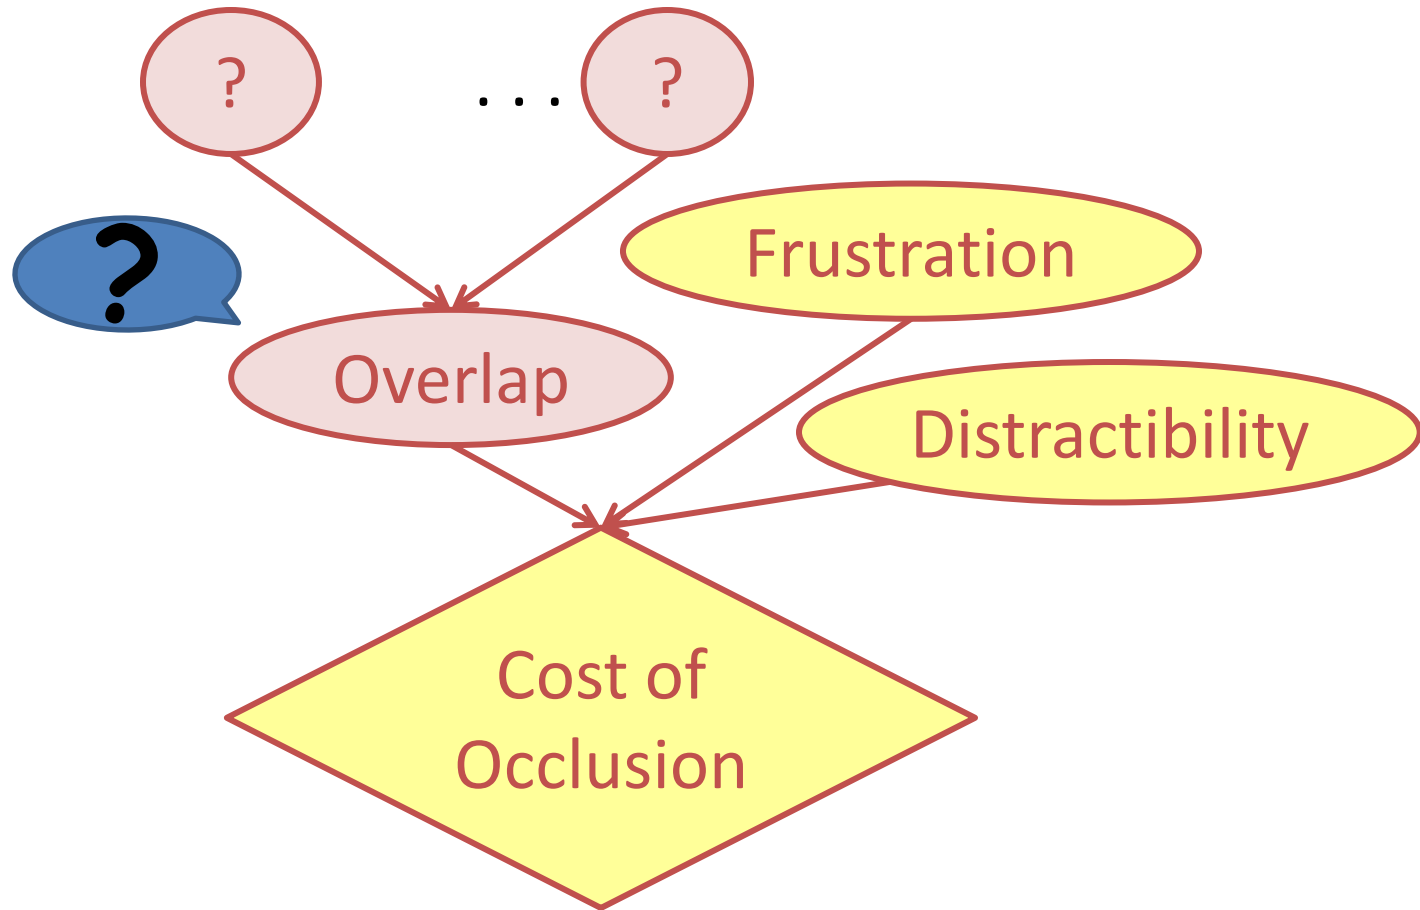 ?
. . .
?
?
Frustration
Overlap
Distractibility
Cost of
Occlusion